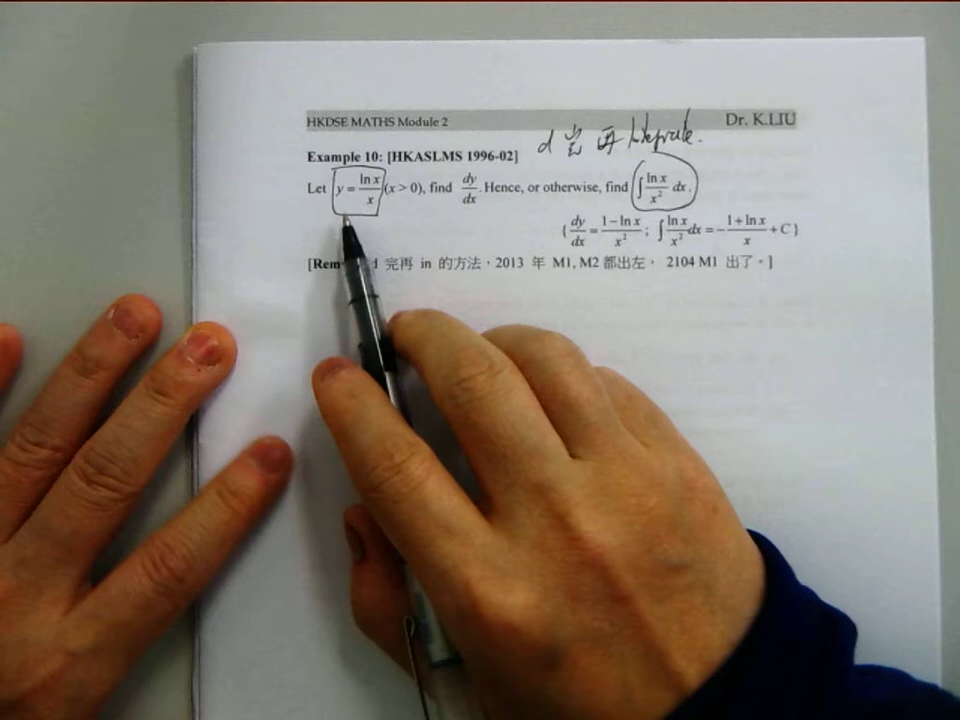 HKDSE MATHS Module 2 Dr. K.LIU
d 完 再 Integrate.
Example 10: [HKASLMS 1996-02]
Let y = ln x / x (x > 0), find dy/dx. Hence, or otherwise, find ∫ ln x / x² dx.
{ dy/dx = (1 − ln x) / x² ; ∫ ln x / x² dx = − (1 + ln x) / x + C }
[Rem d 完再 in 的方法，2013 年 M1, M2 都出左， 2104 M1 出了。]